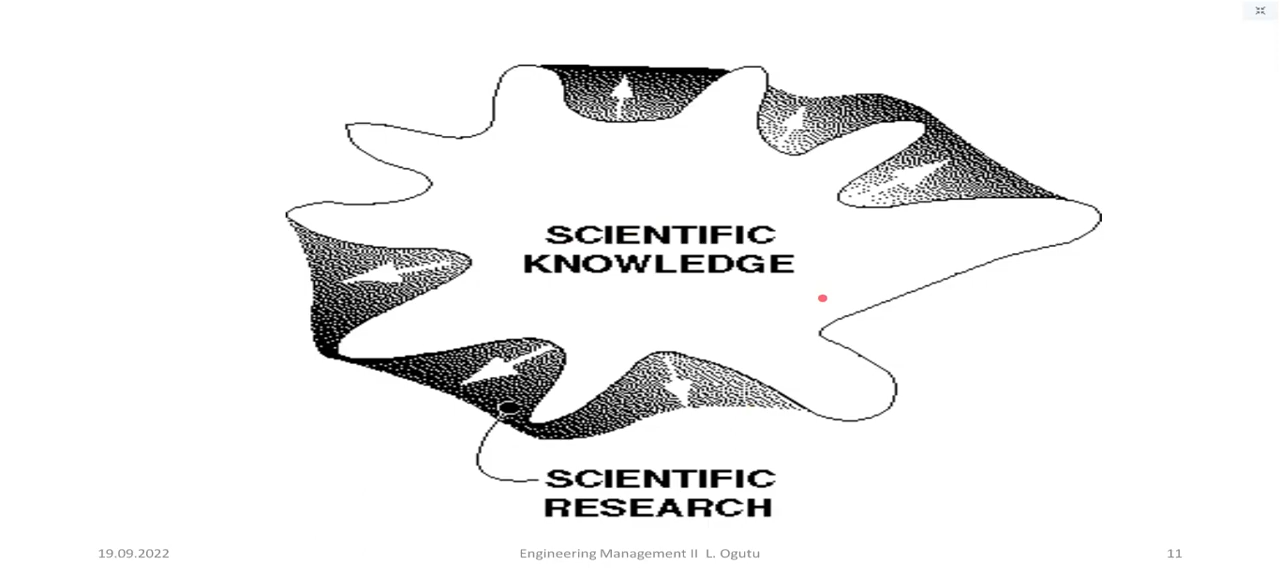 SCIENTIFIC
KNOWLEDGE
SCIENTIFIC
RESEARCH
19.09.2022
Engineering Management II L. Ogutu
11